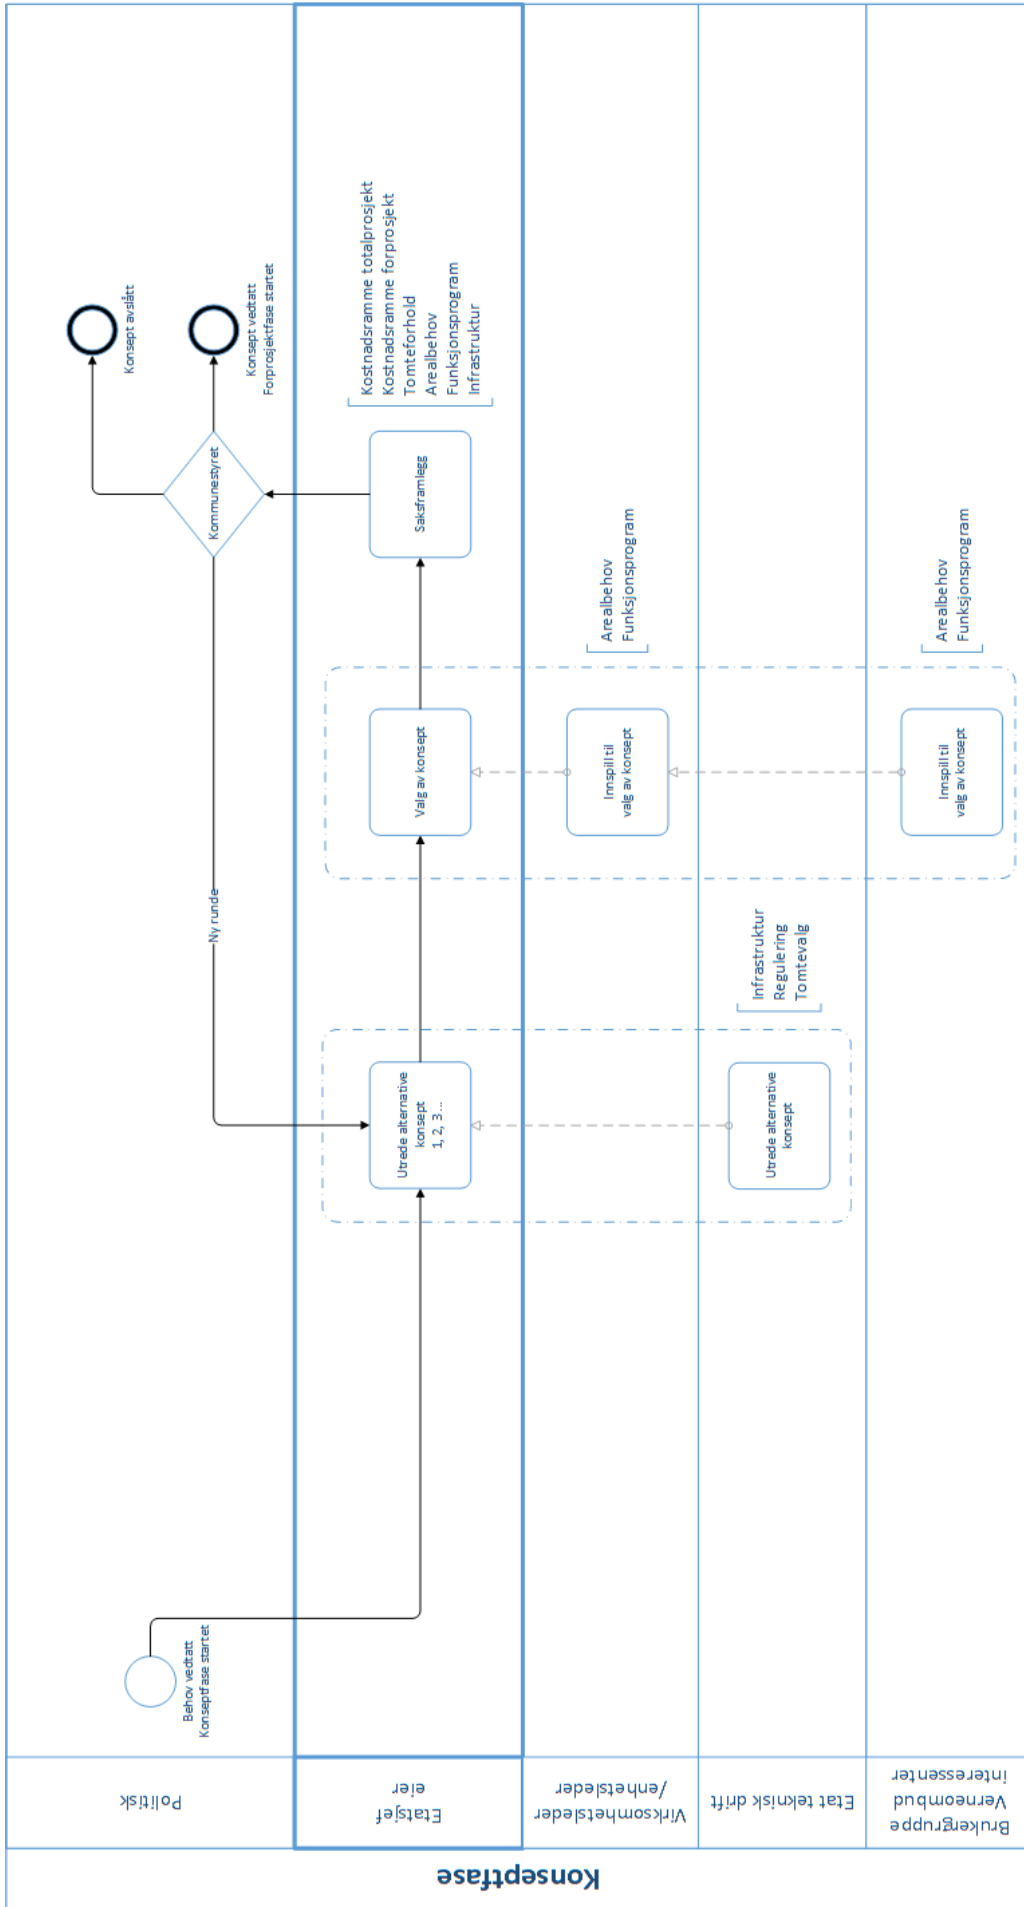 Konseptfase
Politisk
Behov vedtatt
Konseptfase startet
Ny runde
Kommunestyret
Konsept avslått
Konsept vedtatt
Forprosjektfase startet
Etatsjef
eier
Utrede alternative
konsept
1, 2, 3...
Valg av konsept
Saksframlegg
Kostnadsramme totalprosjekt
Kostnadsramme forprosjekt
Tomteforhold
Arealbehov
Funksjonsprogram
Infrastruktur
Virksomhetsleder
/enhetsleder
Innspill til
valg av konsept
Arealbehov
Funksjonsprogram
Etat teknisk drift
Utrede alternative
konsept
Infrastruktur
Regulering
Tomtevalg
Brukergruppe
Verneombud
interessenter
Innspill til
valg av konsept
Arealbehov
Funksjonsprogram